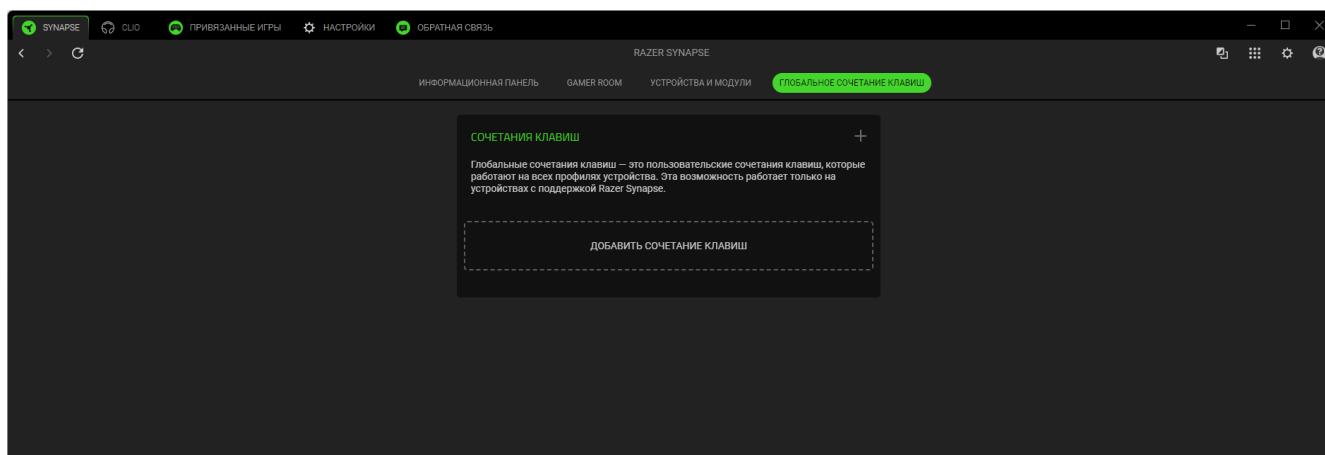 SYNAPSE CLIO ПРИВЯЗАННЫЕ ИГРЫ НАСТРОЙКИ ОБРАТНАЯ СВЯЗЬ
RAZER SYNAPSE
ИНФОРМАЦИОННАЯ ПАНЕЛЬ GAMER ROOM УСТРОЙСТВА И МОДУЛИ ГЛОБАЛЬНОЕ СОЧЕТАНИЕ КЛАВИШ
СОЧЕТАНИЯ КЛАВИШ
Глобальные сочетания клавиш — это пользовательские сочетания клавиш, которые
работают на всех профилях устройства. Эта возможность работает только на
устройствах с поддержкой Razer Synapse.
ДОБАВИТЬ СОЧЕТАНИЕ КЛАВИШ